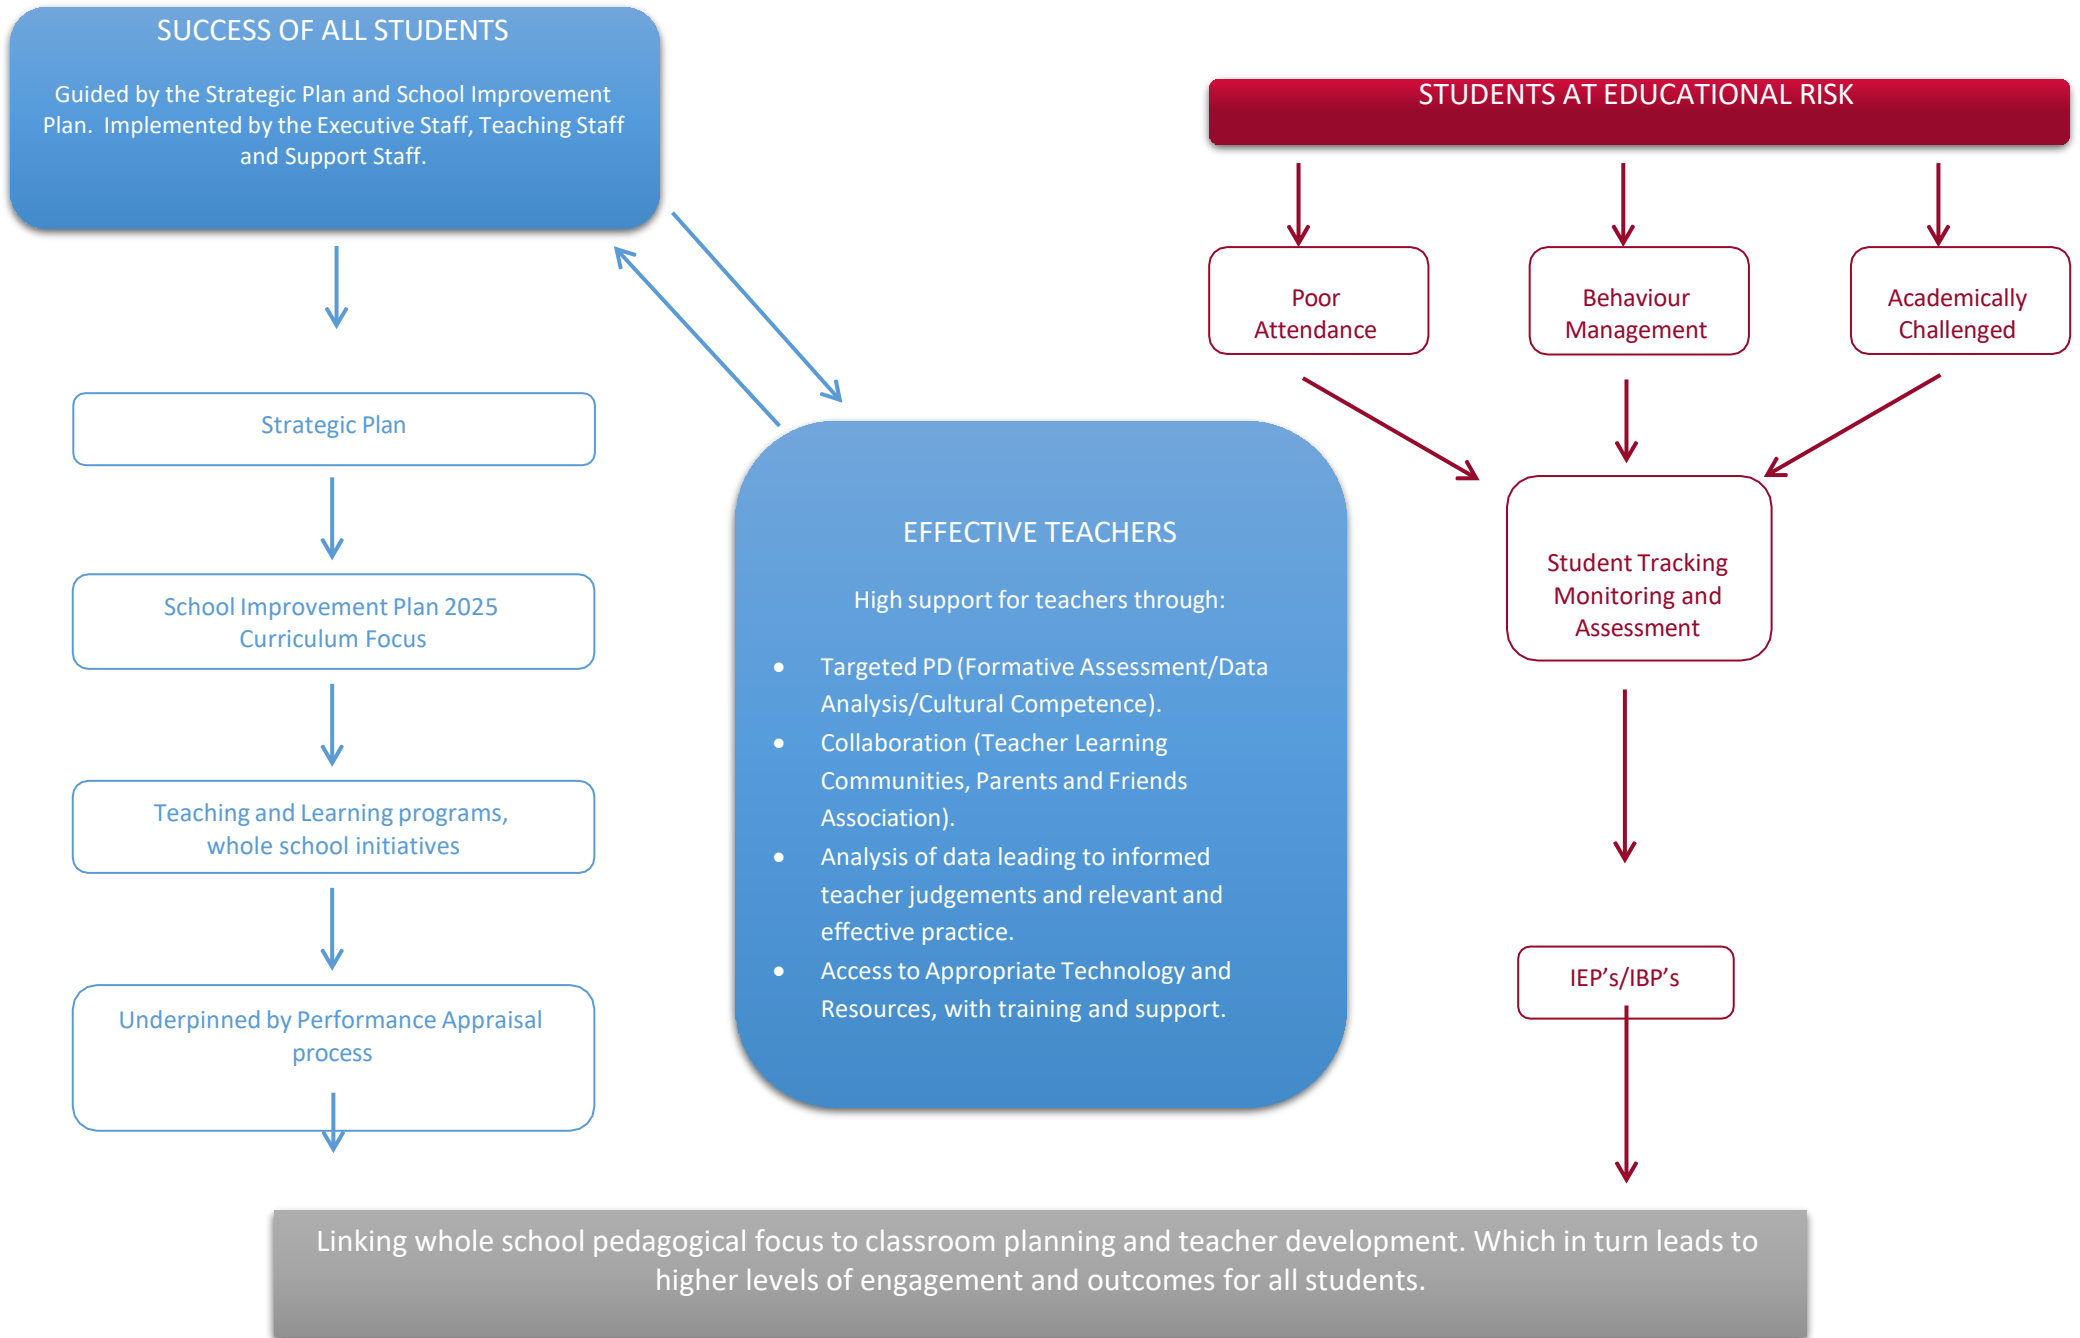 SUCCESS OF ALL STUDENTS
Guided by the Strategic Plan and School Improvement
Plan.  Implemented by the Executive Staff, Teaching Staff
and Support Staff.
Strategic Plan
School Improvement Plan 2025
Curriculum Focus
Teaching and Learning programs,
whole school initiatives
Underpinned by Performance Appraisal
process
EFFECTIVE TEACHERS
High support for teachers through:
• Targeted PD (Formative Assessment/Data
Analysis/Cultural Competence).
• Collaboration (Teacher Learning
Communities, Parents and Friends
Association).
• Analysis of data leading to informed
teacher judgements and relevant and
effective practice.
• Access to Appropriate Technology and
Resources, with training and support.
STUDENTS AT EDUCATIONAL RISK
Poor
Attendance
Behaviour
Management
Academically
Challenged
Student Tracking
Monitoring and
Assessment
IEP’s/IBP’s
Linking whole school pedagogical focus to classroom planning and teacher development. Which in turn leads to
higher levels of engagement and outcomes for all students.